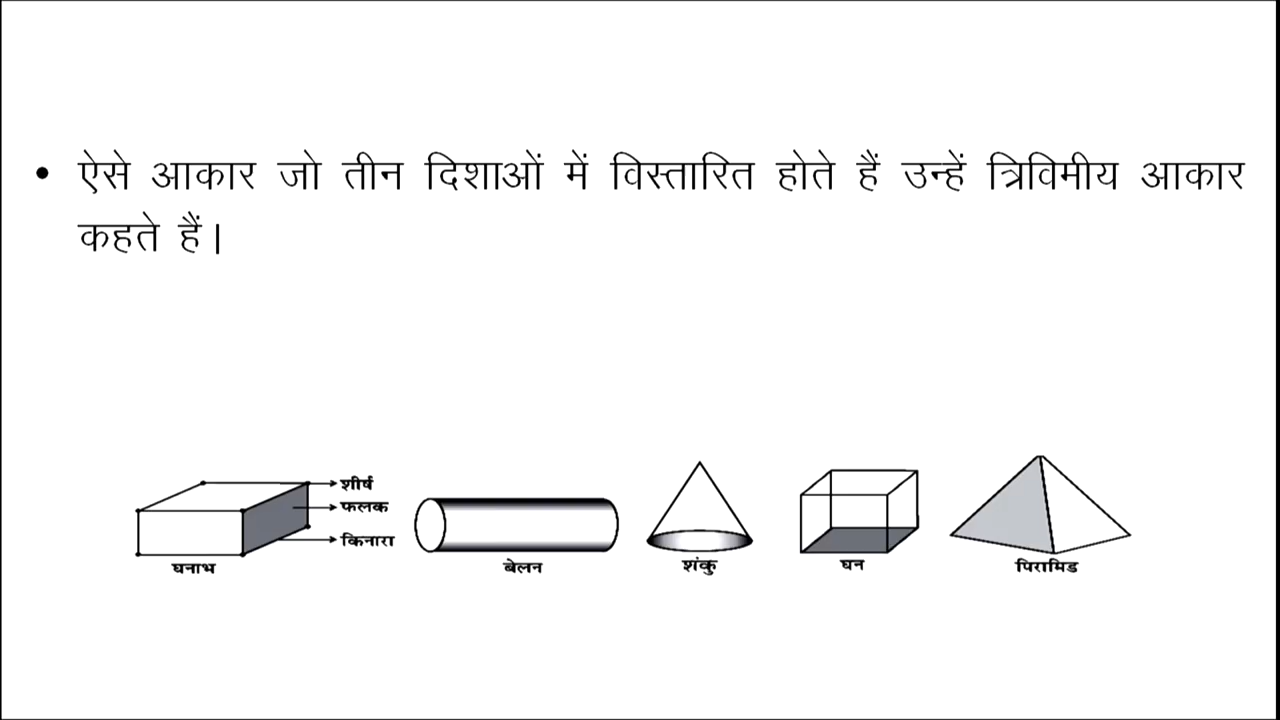 • ऐसे आकार जो तीन दिशाओं में विस्तारित होते हैं उन्हें त्रिविमीय आकार
कहते हैं।
शीर्ष
फलक
किनारा
घनाभ
बेलन
शंकु
घन
पिरामिड